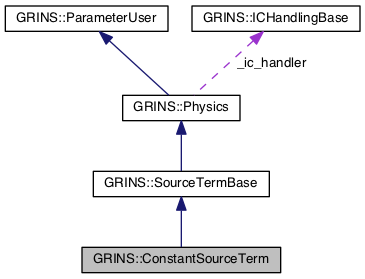 GRINS::ParameterUser
GRINS::ICHandlingBase
_ic_handler
GRINS::Physics
GRINS::SourceTermBase
GRINS::ConstantSourceTerm